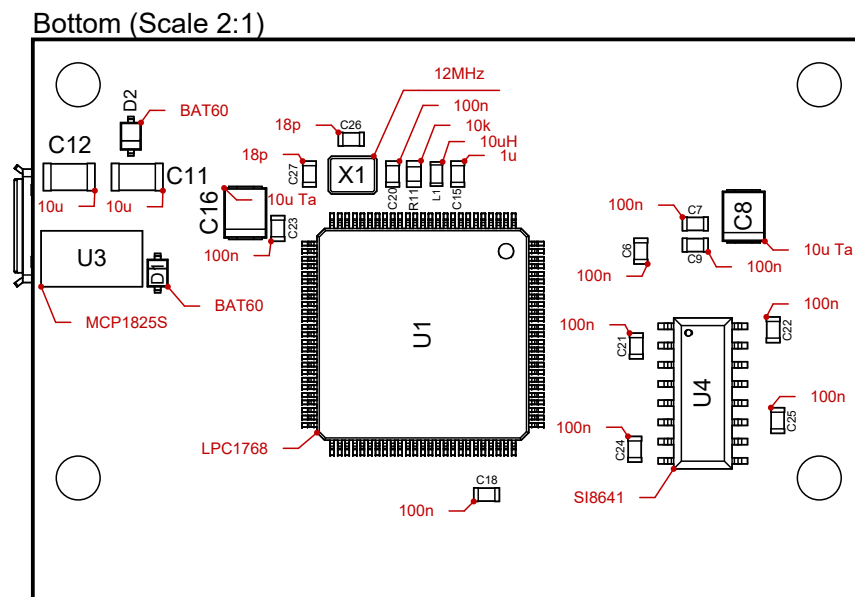 Bottom (Scale 2:1)
D2
BAT60
12MHz
100n
18p
C26
10k
10uH
1u
C12
18p
C27
X1
C20
R11
L1
C15
C11
10u
10u
C16
10u Ta
C23
100n
U3
D1
BAT60
MCP1825S
U1
LPC1768
100n
C7
C8
C6
C9
10u Ta
100n
100n
100n
C22
100n
C21
U4
100n
C25
100n
C24
SI8641
C18
100n